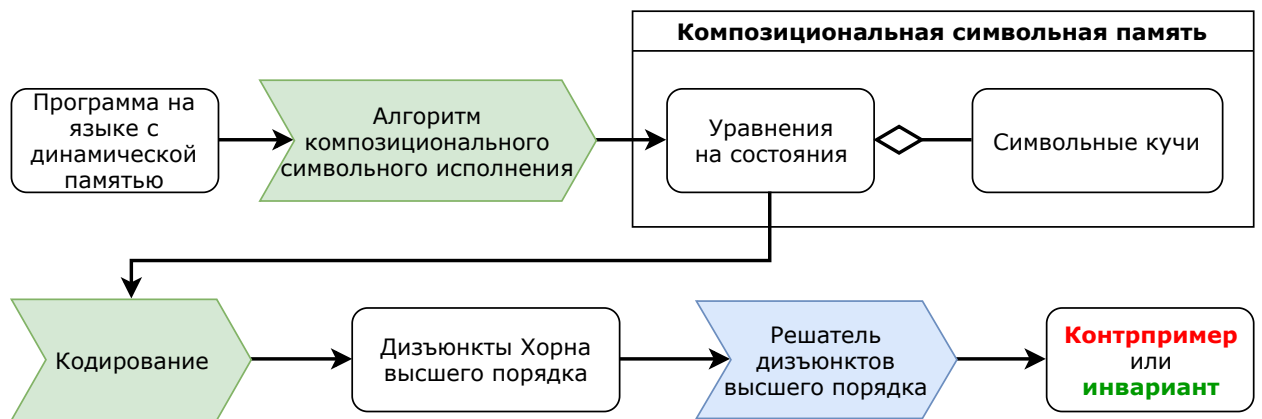 Композициональная символьная память
Программа на
языке с
динамической
памятью
Алгоритм
композиционального
символьного исполнения
Уравнения
на состояния
Символьные кучи
Кодирование
Дизъюнкты Хорна
высшего порядка
Решатель
дизъюнктов
высшего порядка
Контрпример
или
инвариант